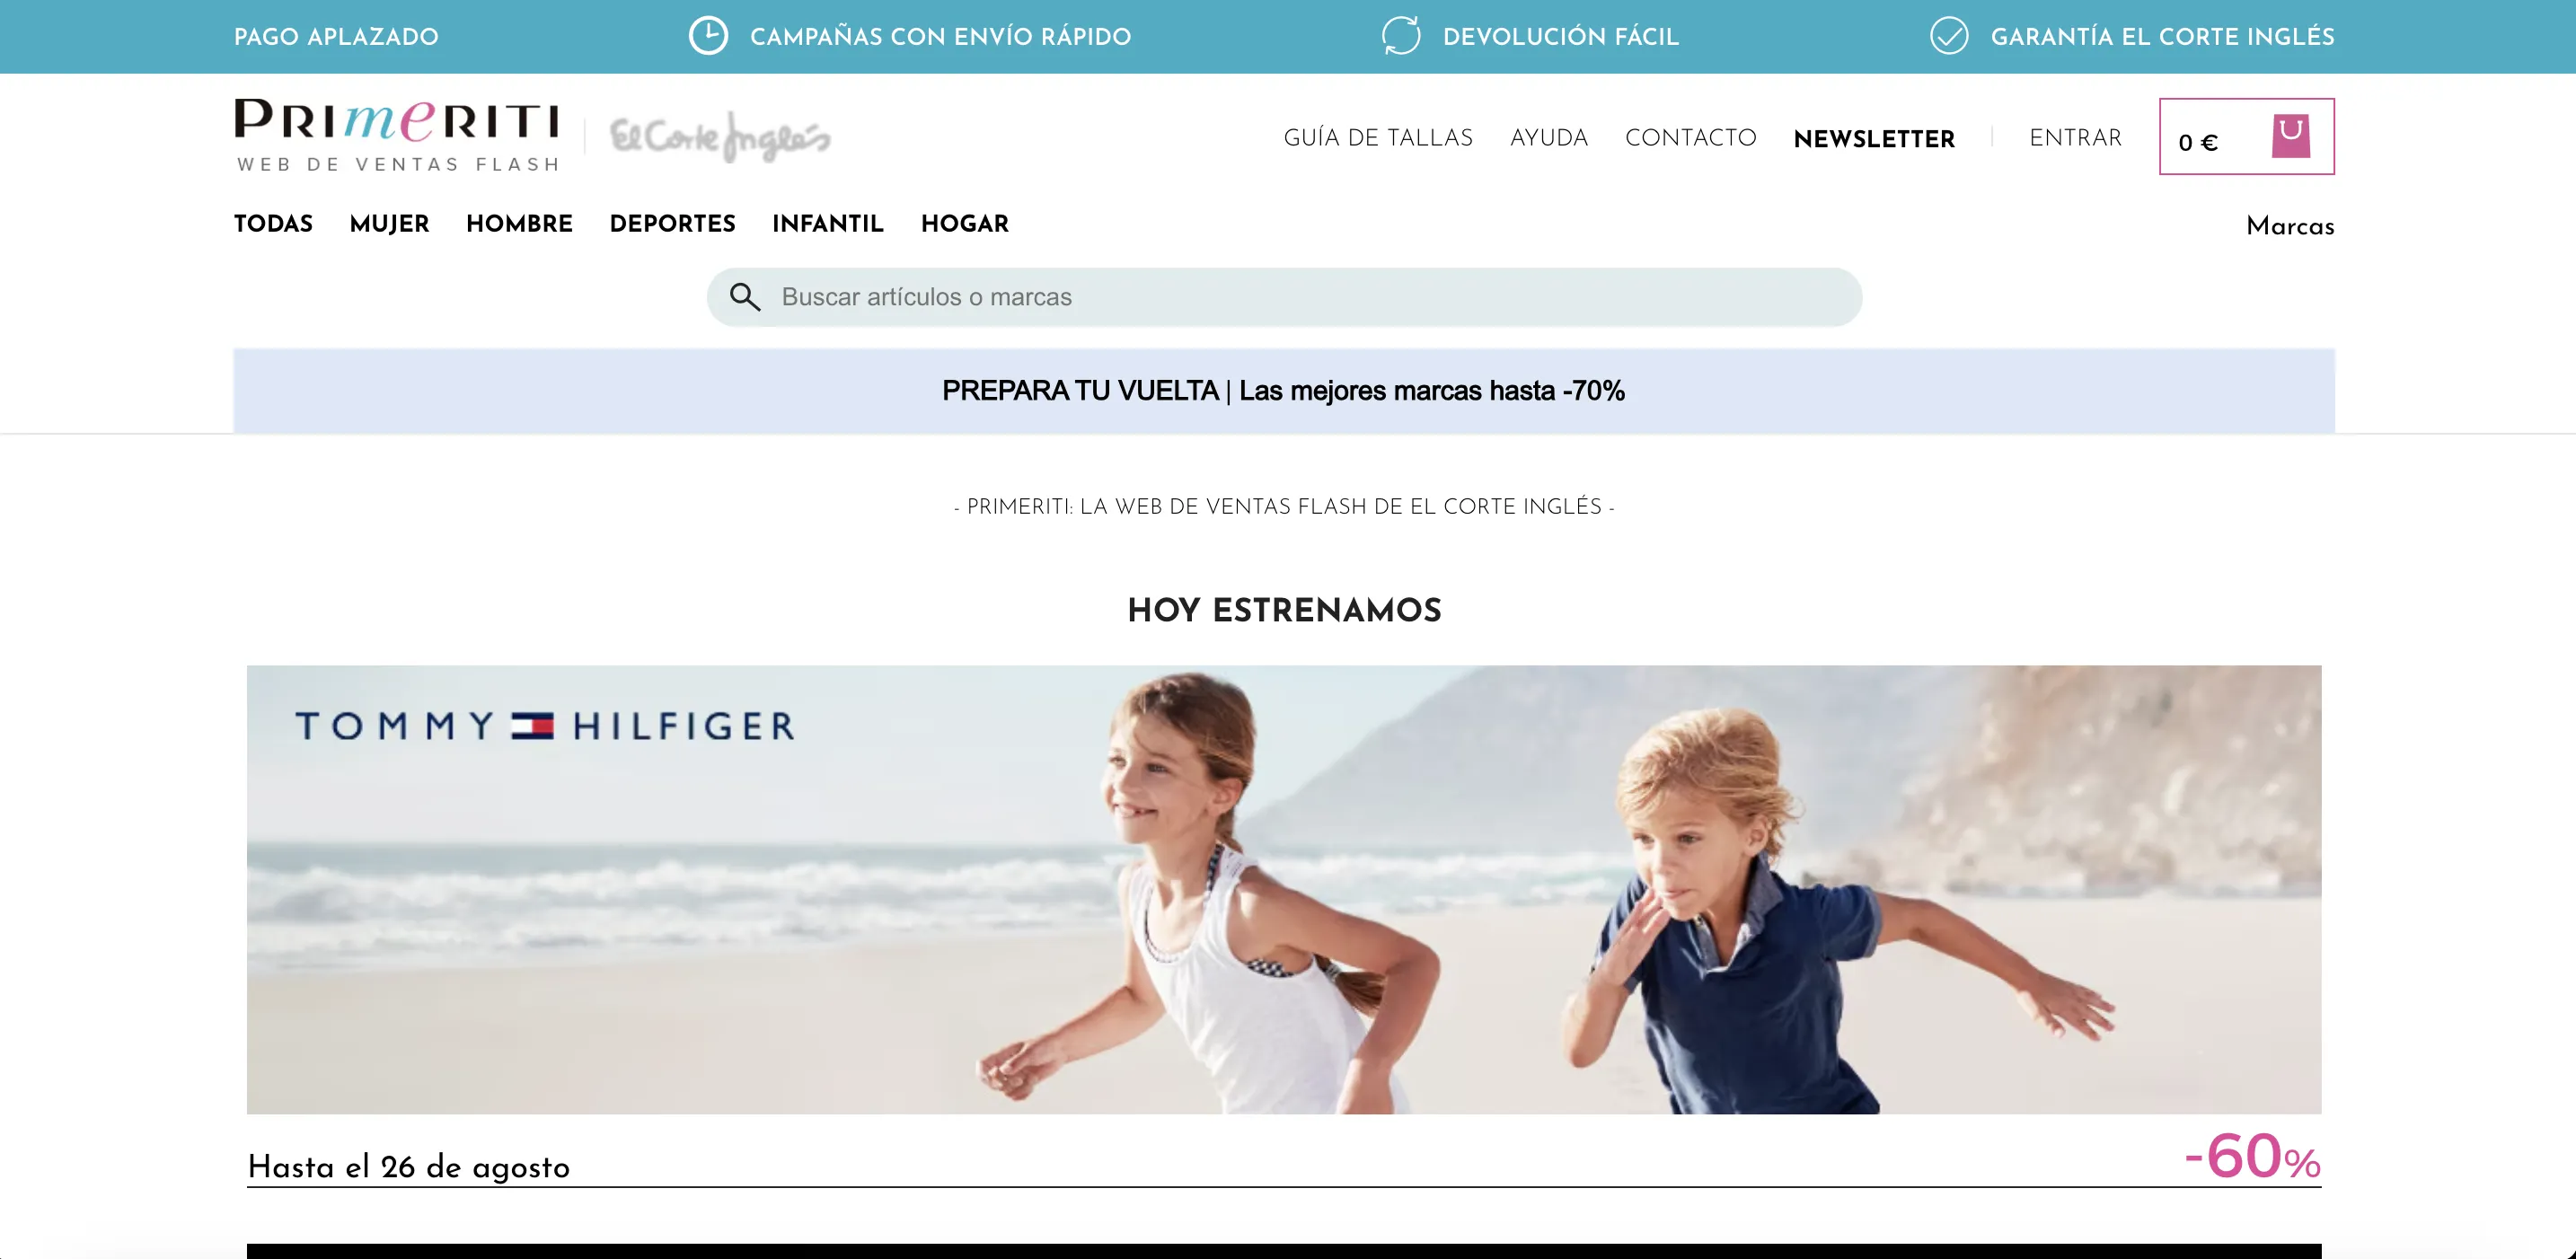 PAGO APLAZADO
CAMPAÑAS CON ENVÍO RÁPIDO
DEVOLUCIÓN FÁCIL
GARANTÍA EL CORTE INGLÉS
PRIMERITI
WEB DE VENTAS FLASH
El Corte Inglés
GUÍA DE TALLAS
AYUDA
CONTACTO
NEWSLETTER
ENTRAR
0 €
TODAS
MUJER
HOMBRE
DEPORTES
INFANTIL
HOGAR
Marcas
Buscar artículos o marcas
PREPARA TU VUELTA | Las mejores marcas hasta -70%
- PRIMERITI: LA WEB DE VENTAS FLASH DE EL CORTE INGLÉS -
HOY ESTRENAMOS
TOMMY HILFIGER
Hasta el 26 de agosto
-60%